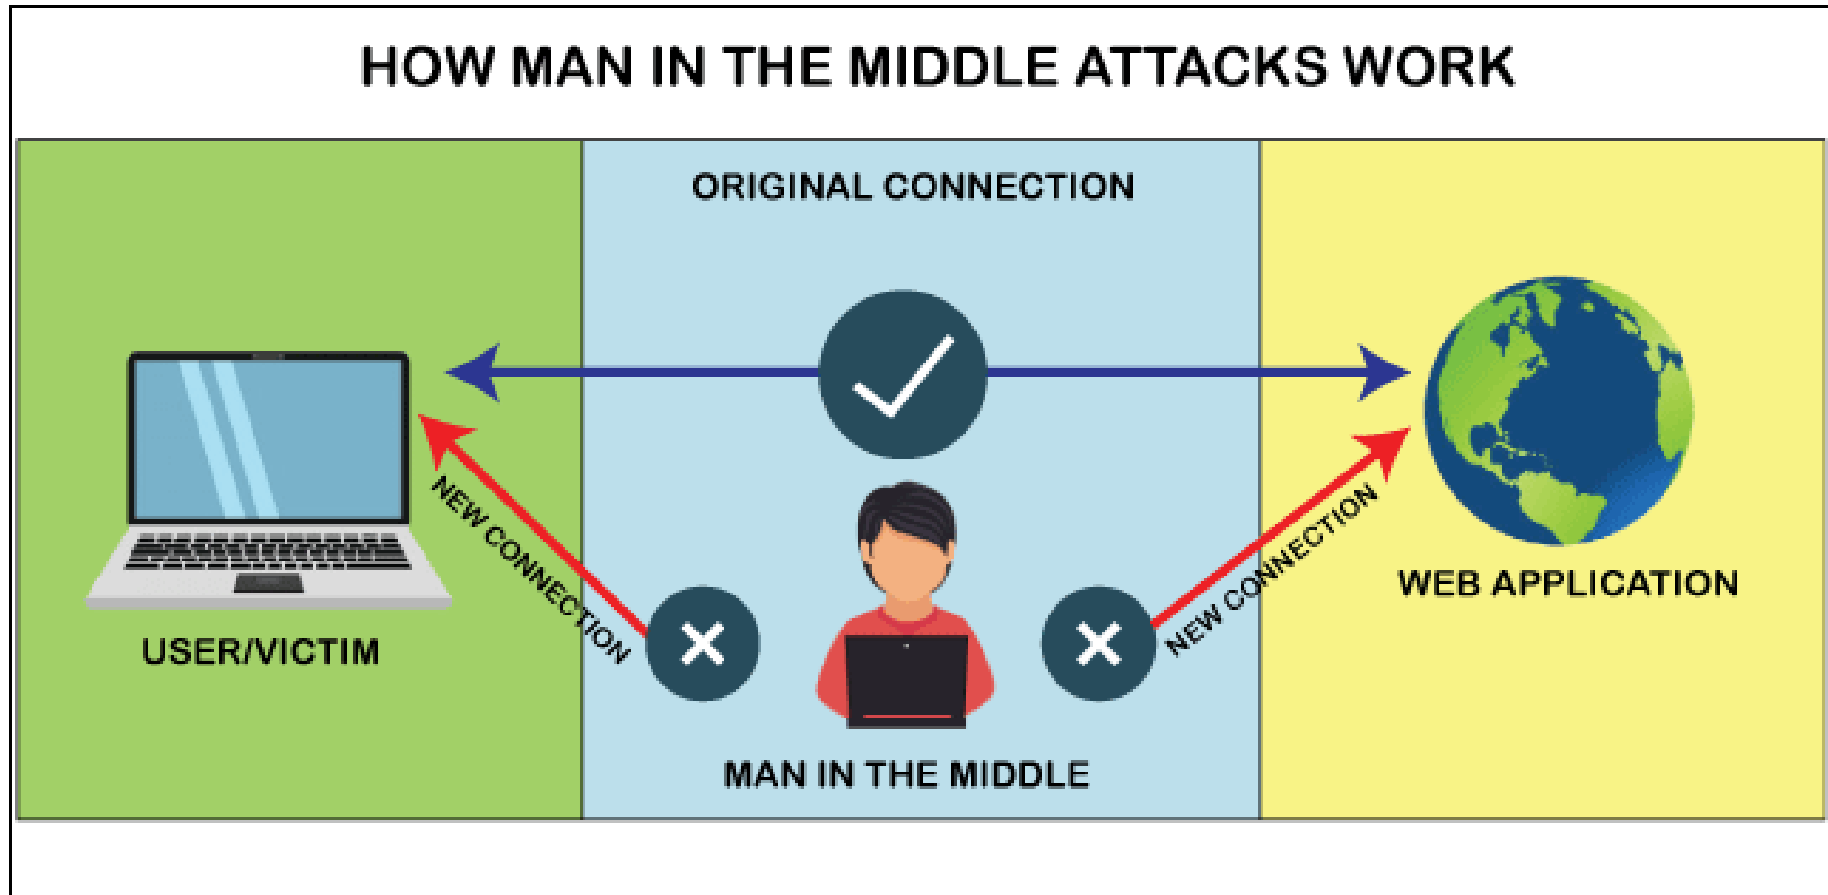 HOW MAN IN THE MIDDLE ATTACKS WORK
ORIGINAL CONNECTION
NEW CONNECTION
NEW CONNECTION
USER/VICTIM
WEB APPLICATION
MAN IN THE MIDDLE